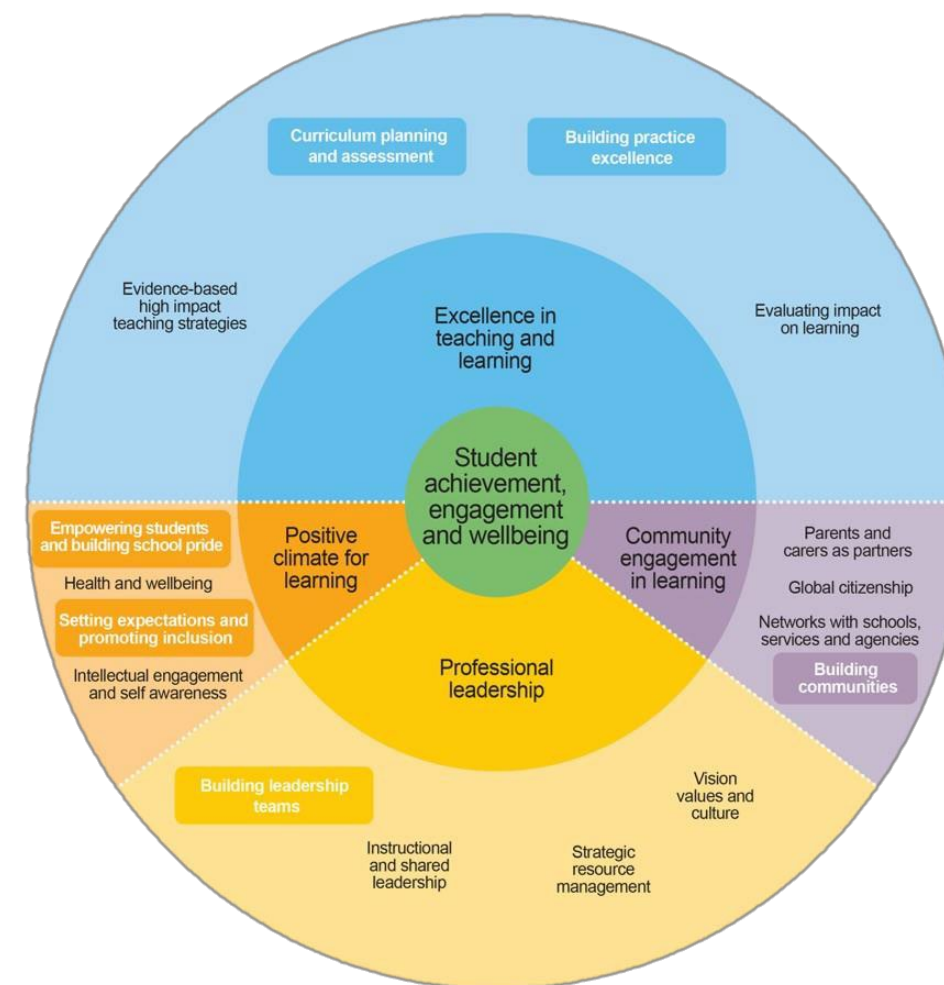 Curriculum planning
and assessment
Building practice
excellence
Evidence-based
high impact
teaching strategies
Excellence in
teaching and
learning
Evaluating impact
on learning
Student
achievement,
engagement
and wellbeing
Empowering students
and building school pride
Health and wellbeing
Setting expectations and
promoting inclusion
Intellectual engagement
and self awareness
Positive
climate for
learning
Community
engagement
in learning
Parents and
carers as partners
Global citizenship
Networks with schools,
services and agencies
Building
communities
Professional
leadership
Building leadership
teams
Instructional
and shared
leadership
Strategic
resource
management
Vision
values and
culture